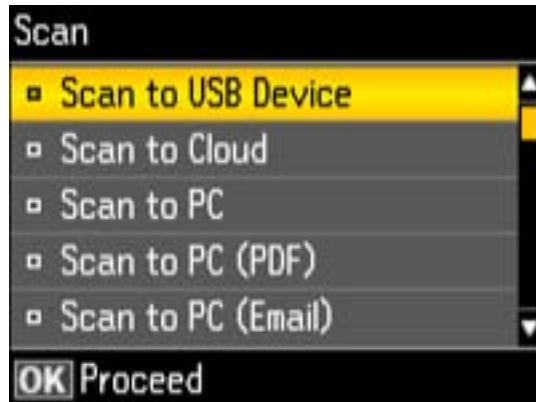 Scan
Scan to USB Device
Scan to Cloud
Scan to PC
Scan to PC (PDF)
Scan to PC (Email)
OK Proceed